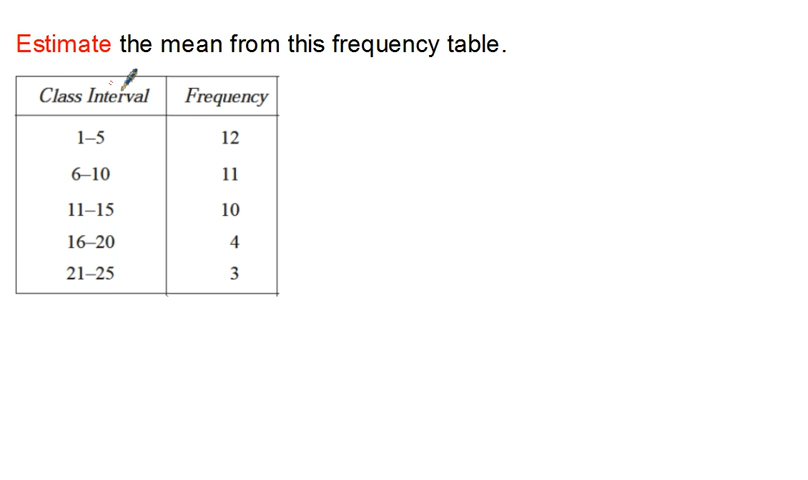 Estimate the mean from this frequency table.
Class Interval Frequency
1–5 12
6–10 11
11–15 10
16–20 4
21–25 3